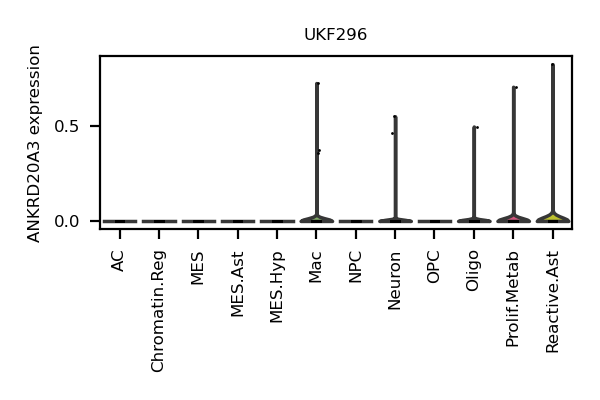 UKF296
ANKRD20A3 expression
0.5
0.0
AC
Chromatin.Reg
MES
MES.Ast
MES.Hyp
Mac
NPC
Neuron
OPC
Oligo
Prolif.Metab
Reactive.Ast